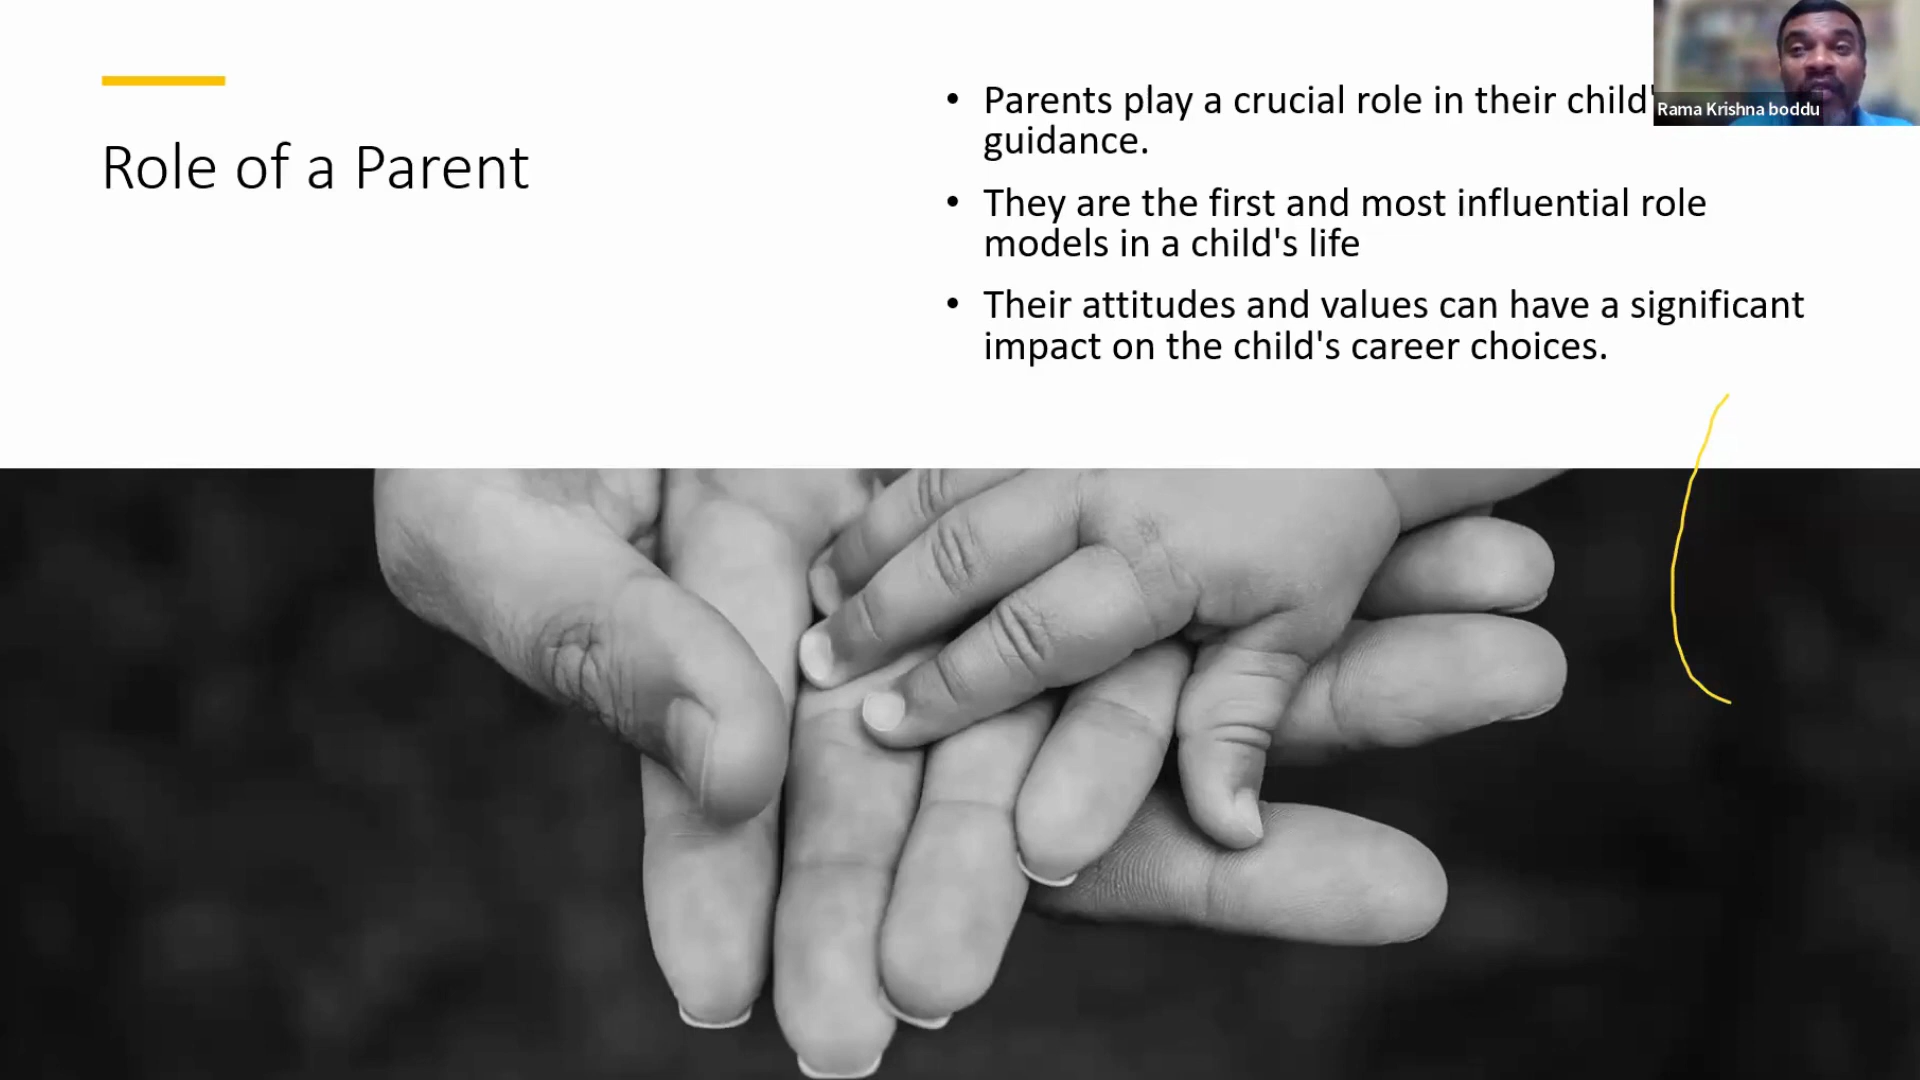 Role of a Parent
• Parents play a crucial role in their child'
guidance.
• They are the first and most influential role
models in a child's life
• Their attitudes and values can have a significant
impact on the child's career choices.
Rama Krishna boddu